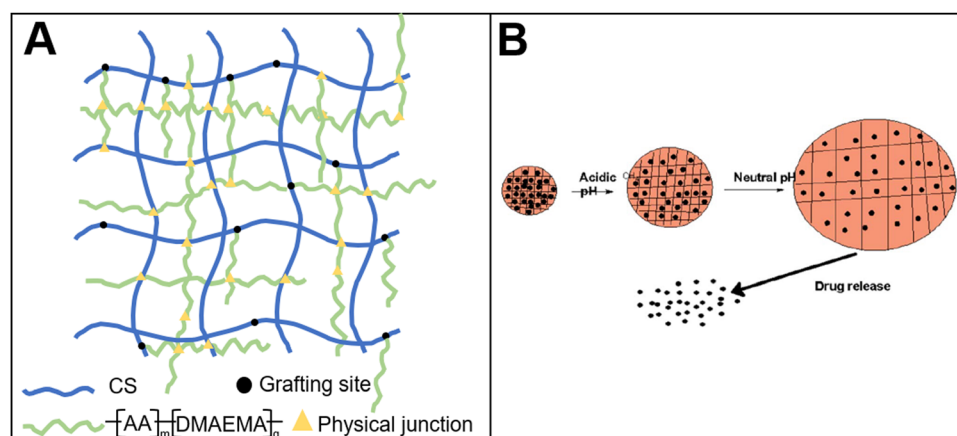 A
B
Acidic
pH
Neutral pH
Drug release
CS
Grafting site
[AA]m[DMAEMA]n
Physical junction